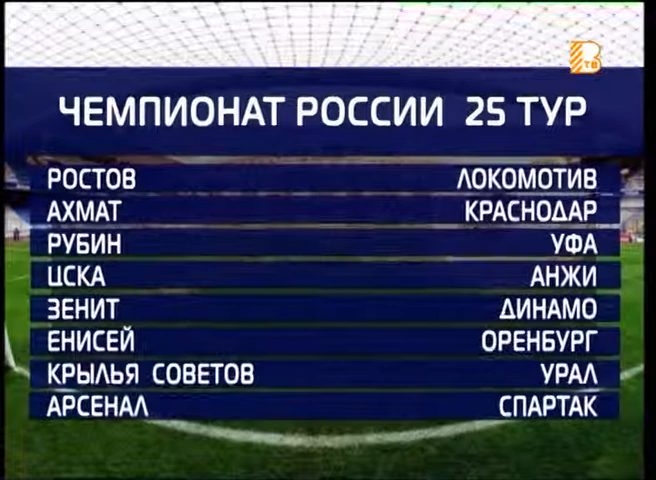 В ТВ
ЧЕМПИОНАТ РОССИИ 25 ТУР
РОСТОВ ЛОКОМОТИВ
АХМАТ КРАСНОДАР
РУБИН УФА
ЦСКА АНЖИ
ЗЕНИТ ДИНАМО
ЕНИСЕЙ ОРЕНБУРГ
КРЫЛЬЯ СОВЕТОВ УРАЛ
АРСЕНАЛ СПАРТАК